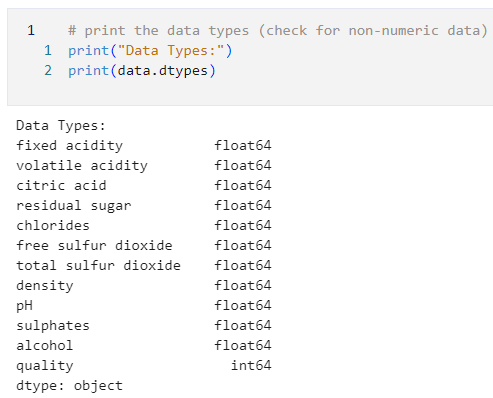 1 # print the data types (check for non-numeric data)
1 print("Data Types:")
2 print(data.dtypes)
Data Types:
fixed acidity float64
volatile acidity float64
citric acid float64
residual sugar float64
chlorides float64
free sulfur dioxide float64
total sulfur dioxide float64
density float64
pH float64
sulphates float64
alcohol float64
quality int64
dtype: object